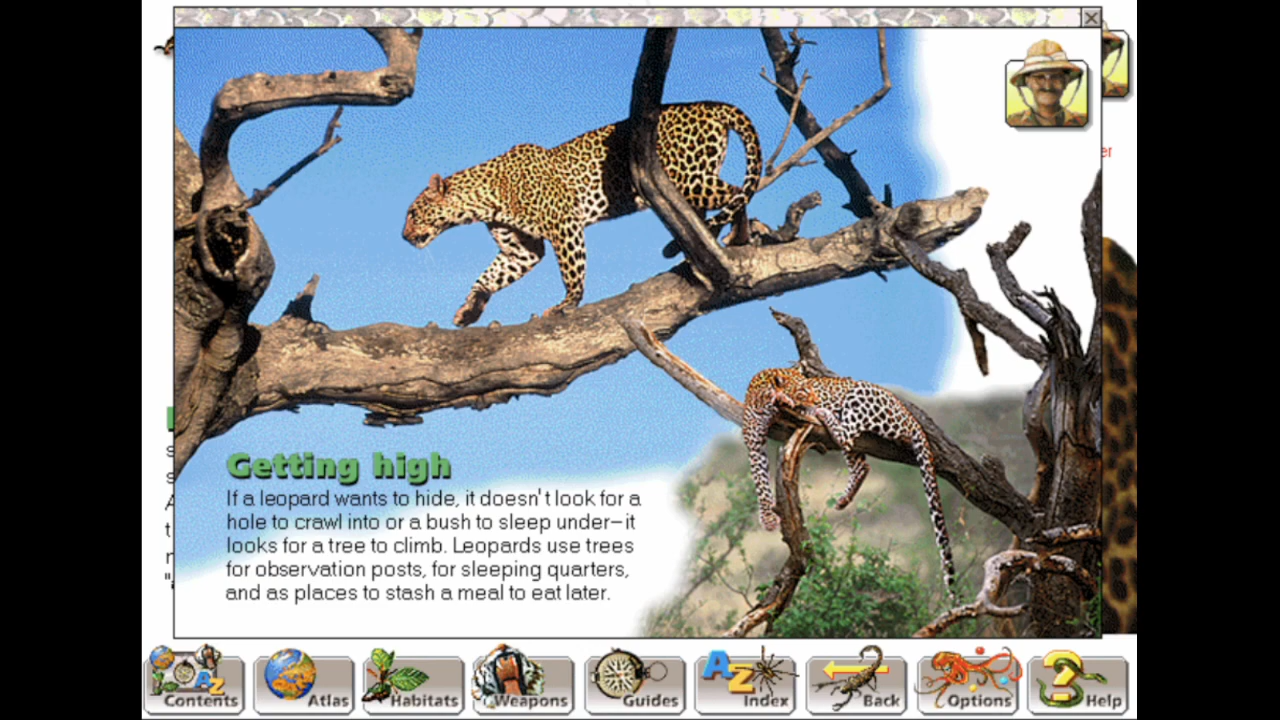 Getting high
If a leopard wants to hide, it doesn't look for a
hole to crawl into or a bush to sleep under–it
looks for a tree to climb. Leopards use trees
for observation posts, for sleeping quarters,
and as places to stash a meal to eat later.
AZ
Contents
Atlas
Habitats
Weapons
Guides
AZ
Index
Back
Options
?
Help